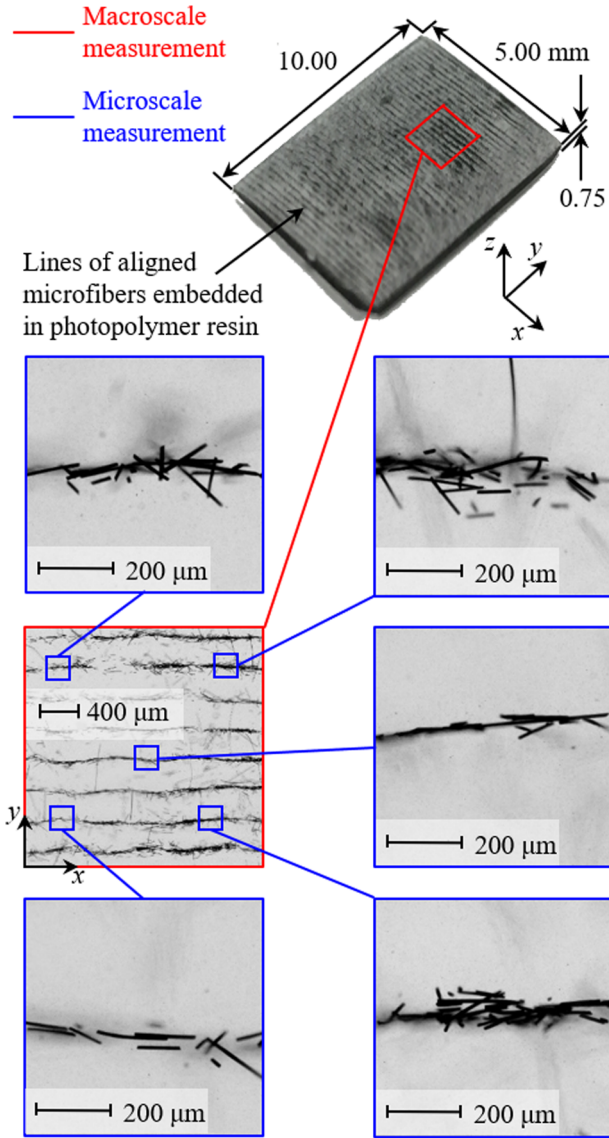 Macroscale
measurement
Microscale
measurement
10.00
5.00 mm
0.75
Lines of aligned
microfibers embedded
in photopolymer resin
z
y
x
200 μm
200 μm
400 μm
200 μm
y
x
200 μm
200 μm